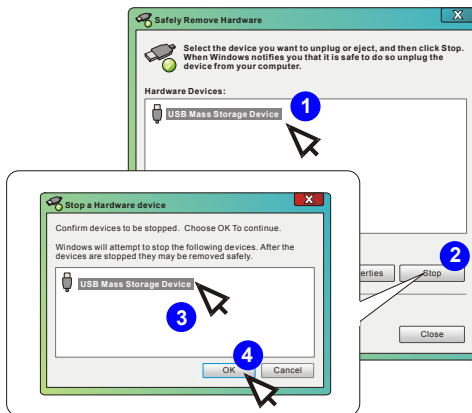 Safely Remove Hardware
X
Select the device you want to unplug or eject, and then click Stop.
When Windows notifies you that it is safe to do so unplug the
device from your computer.
Hardware Devices:
1
USB Mass Storage Device
2
erties
Stop
Close
Stop a Hardware device
X
Confirm devices to be stopped. Choose OK To continue.
Windows will attempt to stop the following devices. After the
devices are stopped they may be removed safely.
USB Mass Storage Device
3
4
OK
Cancel